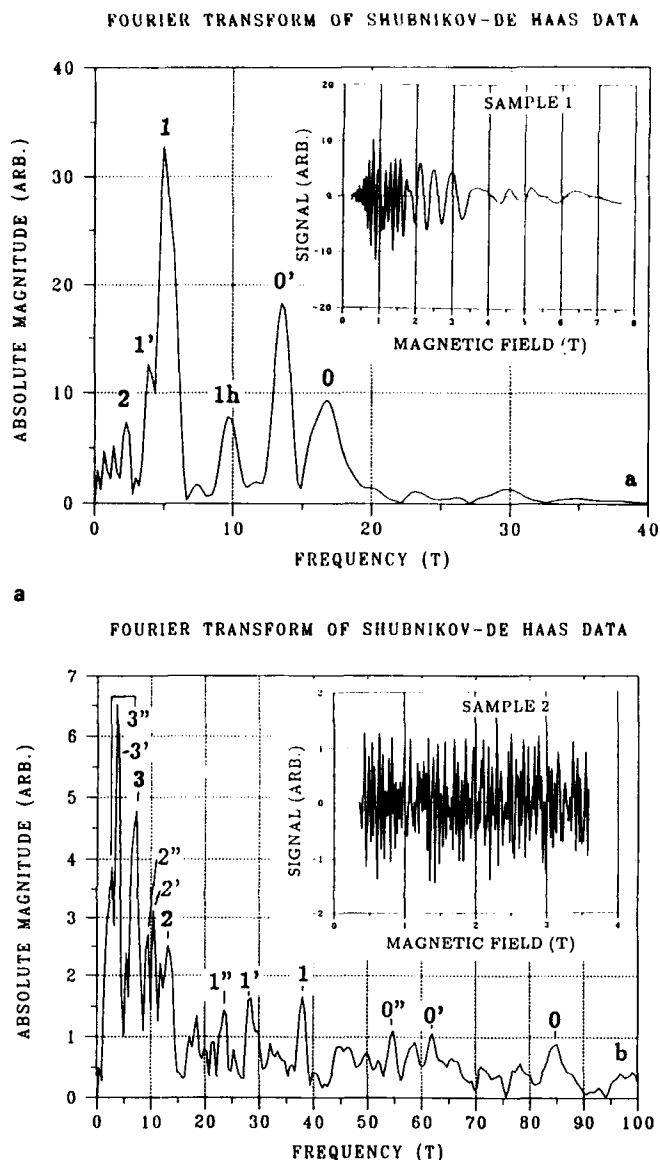 FOURIER TRANSFORM OF SHUBNIKOV-DE HAAS DATA
ABSOLUTE MAGNITUDE (ARB.)
40
30
20
10
0
1
0'
1'
2
1h
0
a
0 10 20 30 40
FREQUENCY (T)
SAMPLE 1
SIGNAL (ARB.)
20
10
0
-10
-20
0 1 2 3 4 5 6 7 8
MAGNETIC FIELD (T)
a
FOURIER TRANSFORM OF SHUBNIKOV-DE HAAS DATA
ABSOLUTE MAGNITUDE (ARB.)
7
6
5
4
3
2
1
0
3''
-3'
3
2''
2'
2
1'' 1' 1
0'' 0' 0
b
0 10 20 30 40 50 60 70 80 90 100
FREQUENCY (T)
SAMPLE 2
SIGNAL (ARB.)
2
1
0
-1
-2
0 1 2 3 4
MAGNETIC FIELD (T)